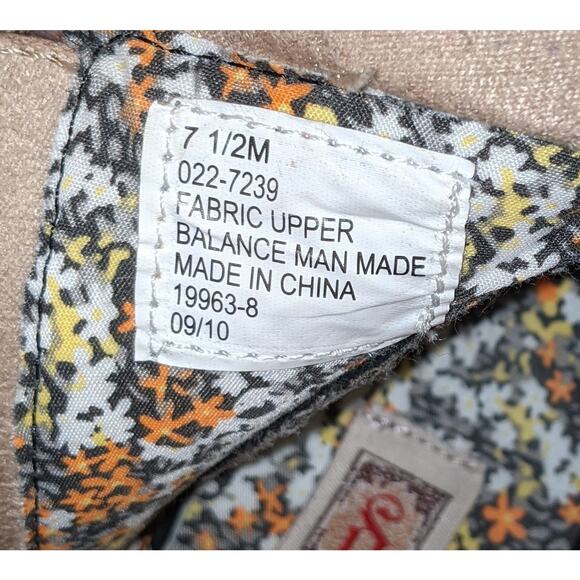 7 1/2M
022-7239
FABRIC UPPER
BALANCE MAN MADE
MADE IN CHINA
19963-8
09/10